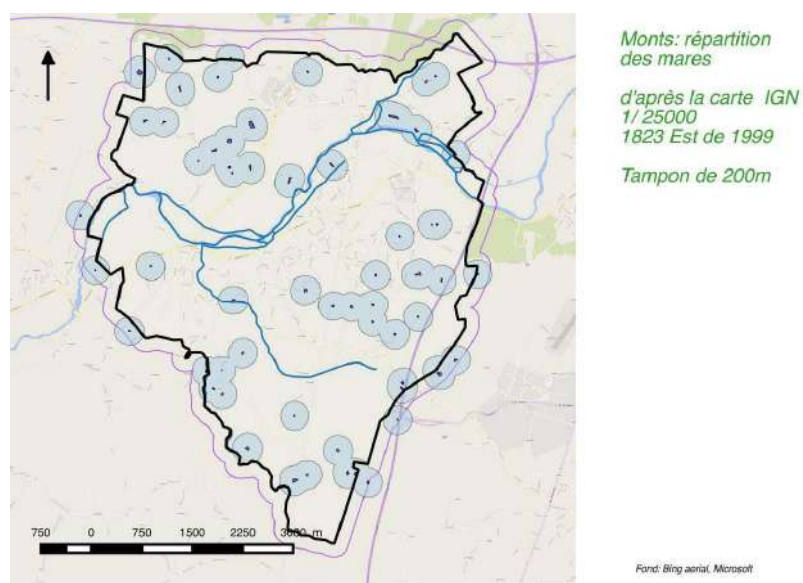 Monts: répartition
des mares
d'après la carte IGN
1/ 25000
1823 Est de 1999
Tampon de 200m
750 0 750 1500 2250 3000 m
Fond: Bing aerial, Microsoft